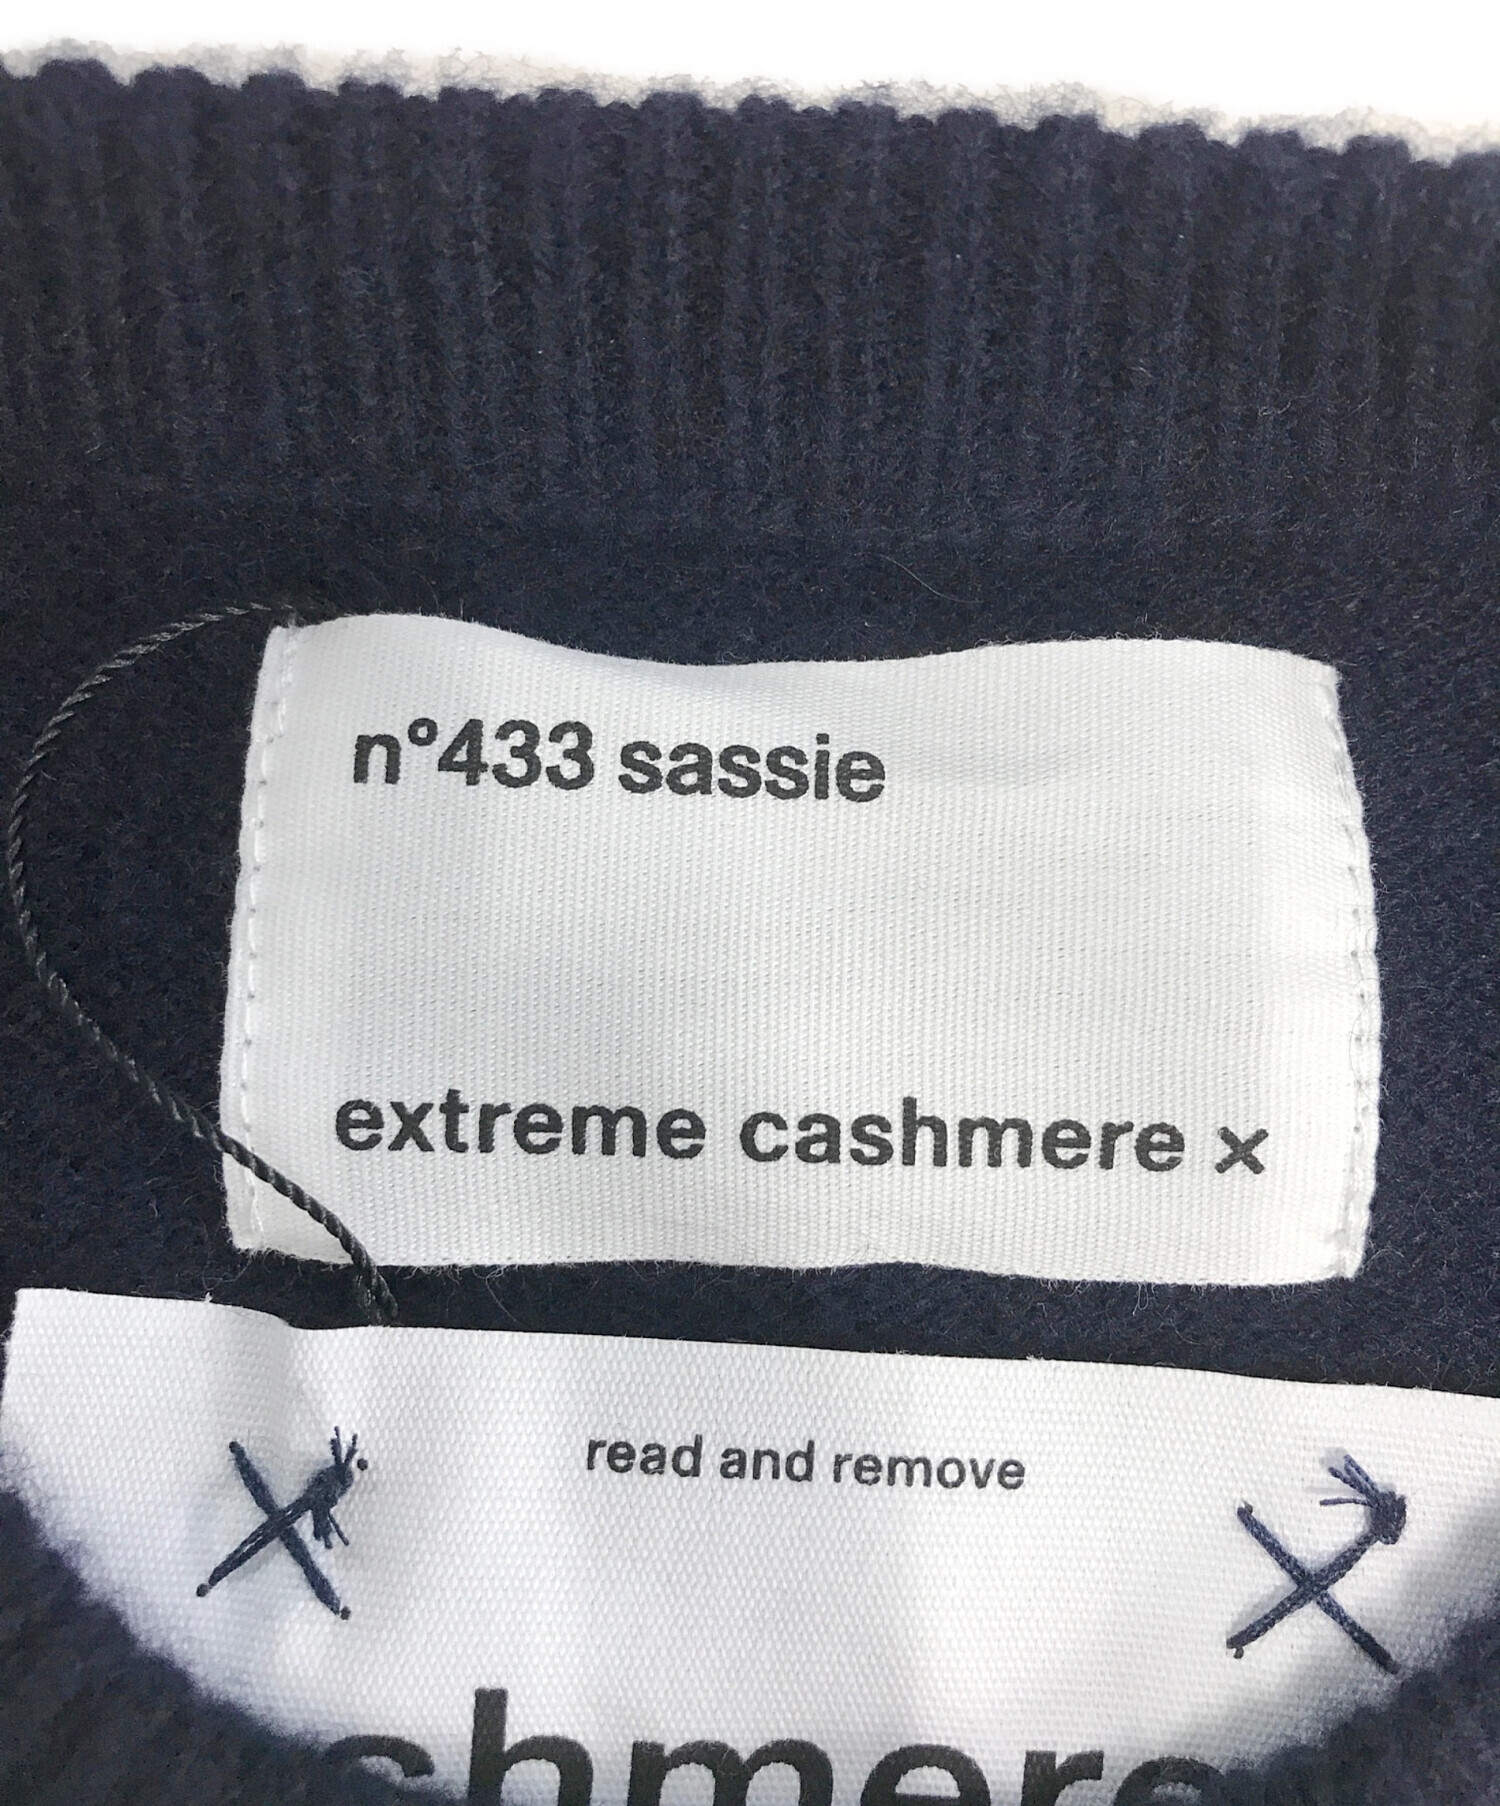 n°433 sassie
extreme cashmere x
read and remove